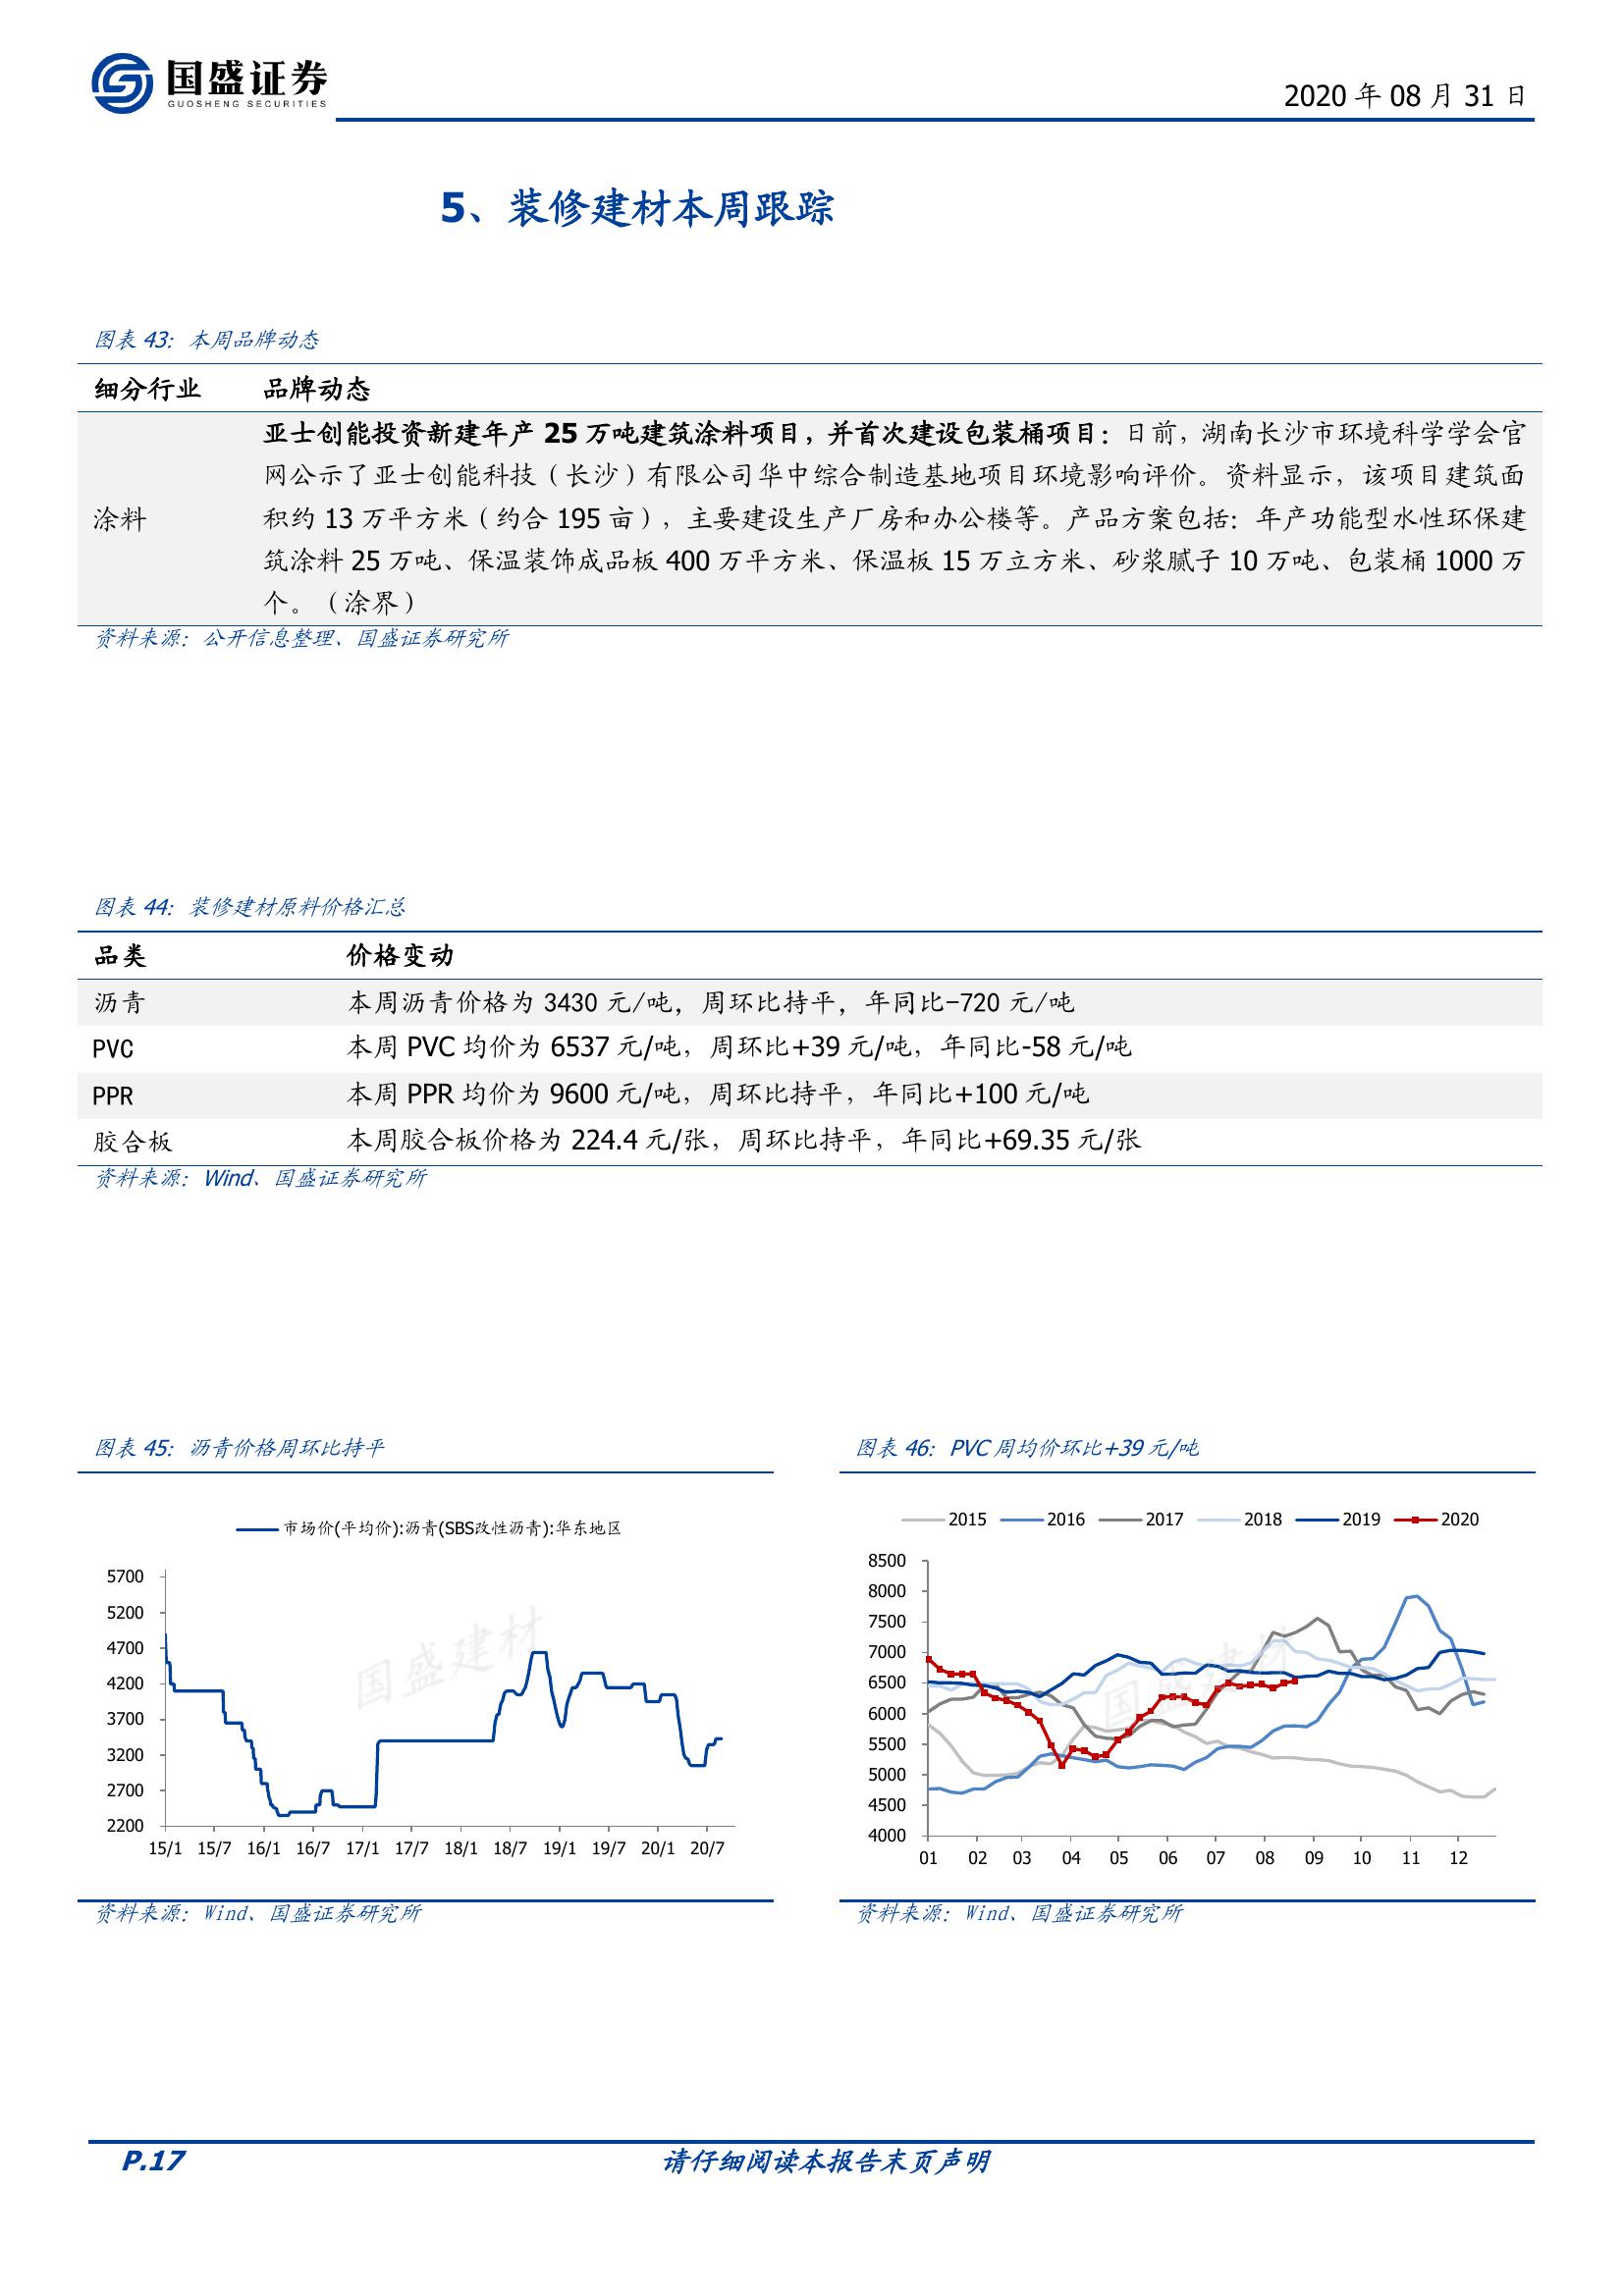 国盛证券
GUOSHENG SECURITIES
2020 年 08 月 31 日
5、装修建材本周跟踪
图表 43：本周品牌动态
细分行业 品牌动态
涂料
亚士创能投资新建年产 25 万吨建筑涂料项目，并首次建设包装桶项目：日前，湖南长沙市环境科学学会官
网公示了亚士创能科技（长沙）有限公司华中综合制造基地项目环境影响评价。资料显示，该项目建筑面
积约 13 万平方米（约合 195 亩），主要建设生产厂房和办公楼等。产品方案包括：年产功能型水性环保建
筑涂料 25 万吨、保温装饰成品板 400 万平方米、保温板 15 万立方米、砂浆腻子 10 万吨、包装桶 1000 万
个。（涂界）
资料来源：公开信息整理、国盛证券研究所
图表 44：装修建材原料价格汇总
品类 价格变动
沥青 本周沥青价格为 3430 元/吨，周环比持平，年同比-720 元/吨
PVC 本周 PVC 均价为 6537 元/吨，周环比+39 元/吨，年同比-58 元/吨
PPR 本周 PPR 均价为 9600 元/吨，周环比持平，年同比+100 元/吨
胶合板 本周胶合板价格为 224.4 元/张，周环比持平，年同比+69.35 元/张
资料来源：Wind、国盛证券研究所
图表 45：沥青价格周环比持平
市场价(平均价):沥青(SBS改性沥青):华东地区
5700
5200
4700
4200
3700
3200
2700
2200
15/1 15/7 16/1 16/7 17/1 17/7 18/1 18/7 19/1 19/7 20/1 20/7
国盛建材
资料来源：Wind、国盛证券研究所
图表 46：PVC 周均价环比+39 元/吨
2015 2016 2017 2018 2019 2020
8500
8000
7500
7000
6500
6000
5500
5000
4500
4000
01 02 03 04 05 06 07 08 09 10 11 12
国盛建材
资料来源：Wind、国盛证券研究所
P.17 请仔细阅读本报告末页声明